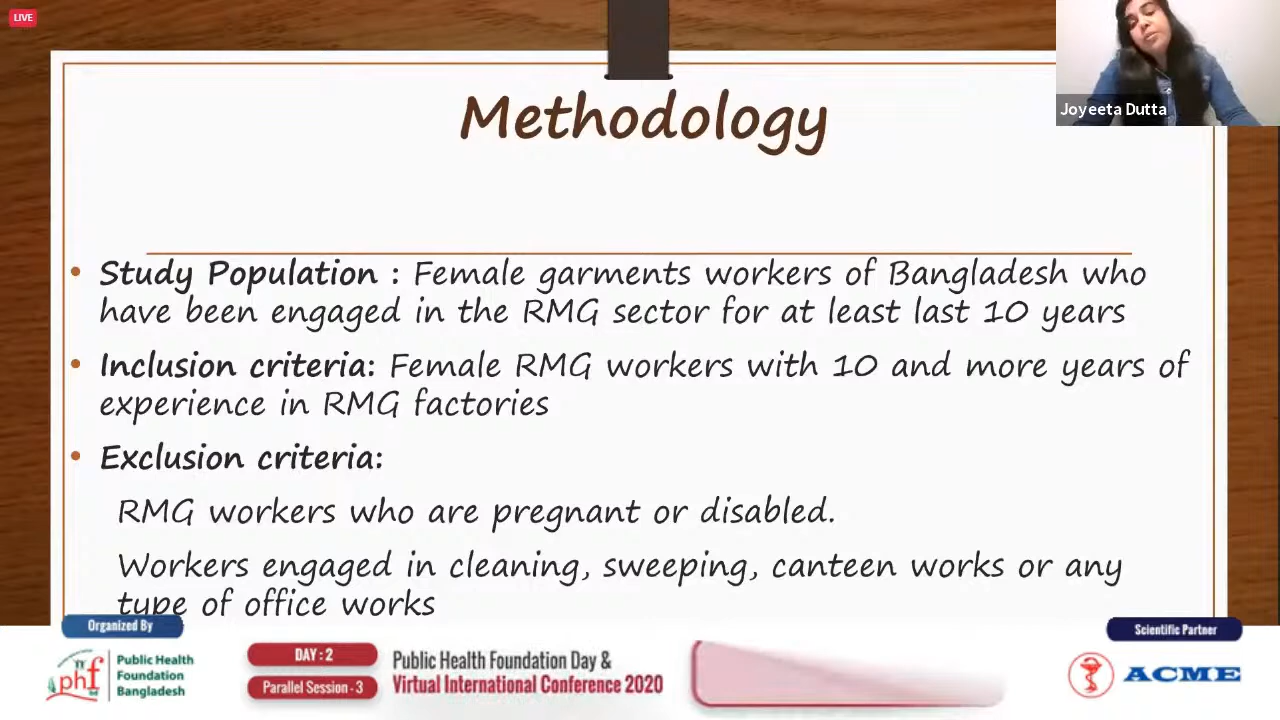 LIVE
Methodology
Joyeeta Dutta
• Study Population : Female garments workers of Bangladesh who
have been engaged in the RMG sector for at least last 10 years
• Inclusion criteria: Female RMG workers with 10 and more years of
experience in RMG factories
• Exclusion criteria:
RMG workers who are pregnant or disabled.
Workers engaged in cleaning, sweeping, canteen works or any
type of office works
Organized By
phf
Public Health
Foundation
Bangladesh
DAY : 2
Parallel Session - 3
Public Health Foundation Day &
Virtual International Conference 2020
Scientific Partner
ACME